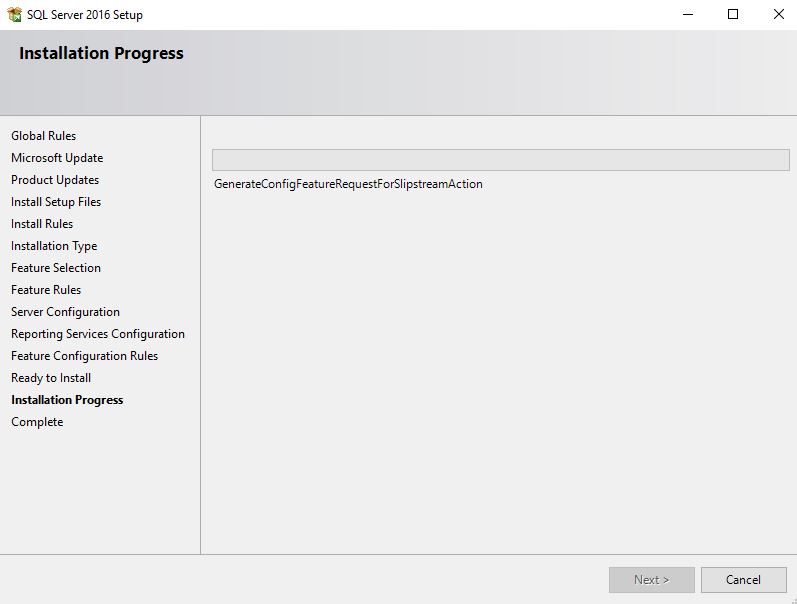 SQL Server 2016 Setup
Installation Progress
Global Rules
Microsoft Update
Product Updates
Install Setup Files
Install Rules
Installation Type
Feature Selection
Feature Rules
Server Configuration
Reporting Services Configuration
Feature Configuration Rules
Ready to Install
Installation Progress
Complete
GenerateConfigFeatureRequestForSlipstreamAction
Next >
Cancel